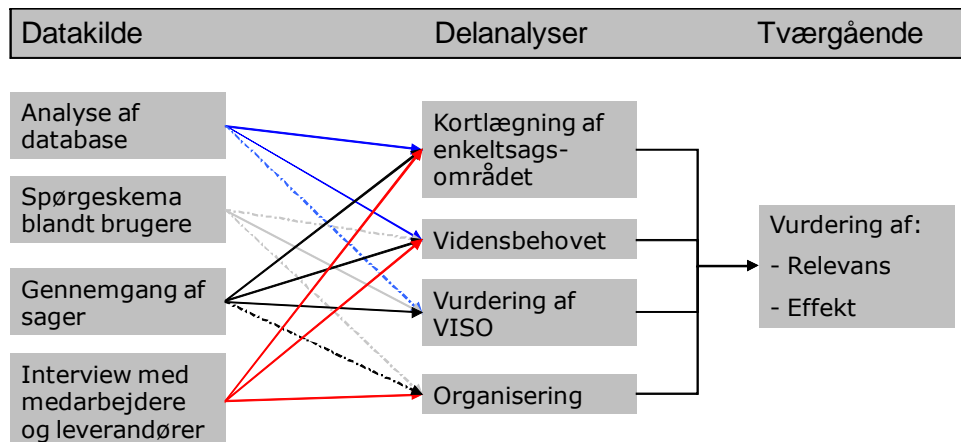 Datakilde Delanalyser Tværgående
Analyse af
database
Spørgeskema
blandt brugere
Gennemgang af
sager
Interview med
medarbejdere
og leverandører
Kortlægning af
enkeltsags-
området
Vidensbehovet
Vurdering af
VISO
Organisering
Vurdering af:
- Relevans
- Effekt